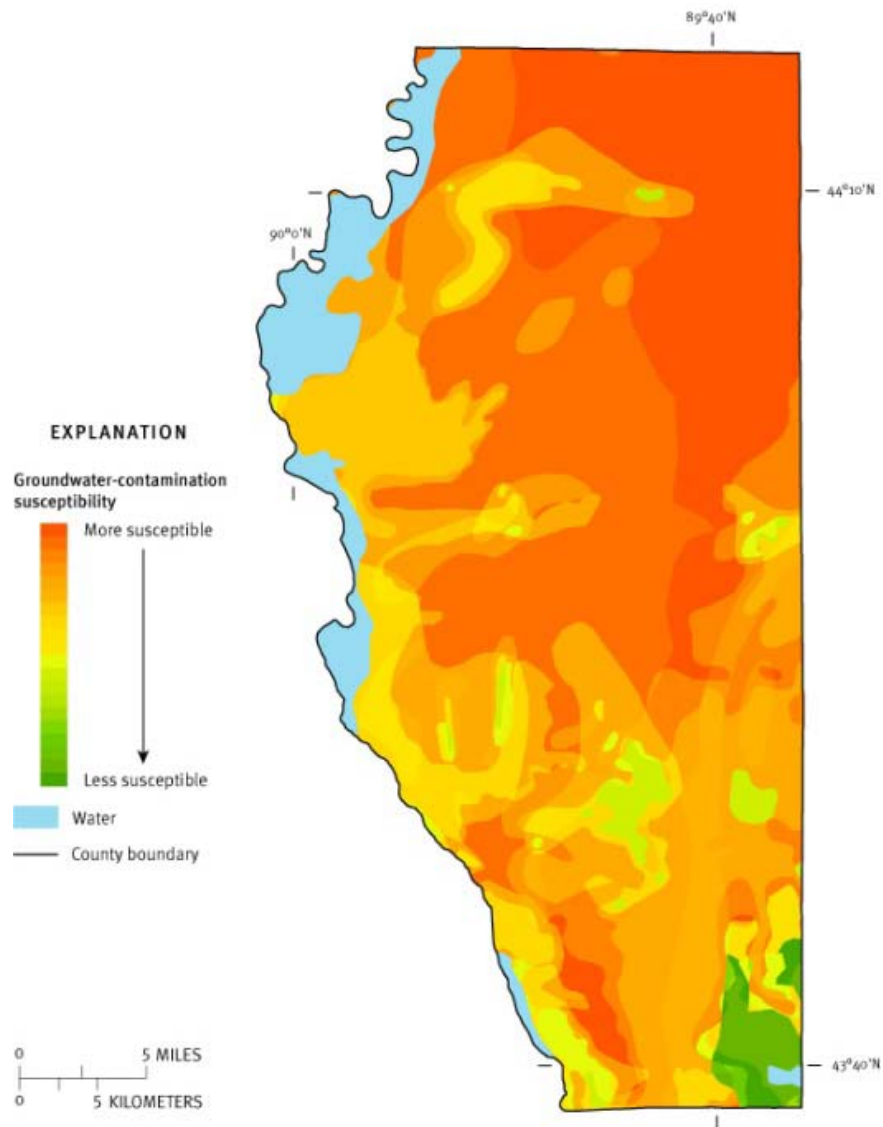 89°40'
44°10'N
90°0'N
EXPLANATION
Groundwater-contamination
susceptibility
More susceptible
Less susceptible
Water
County boundary
0 5 MILES
0 5 KILOMETERS
43°40'N